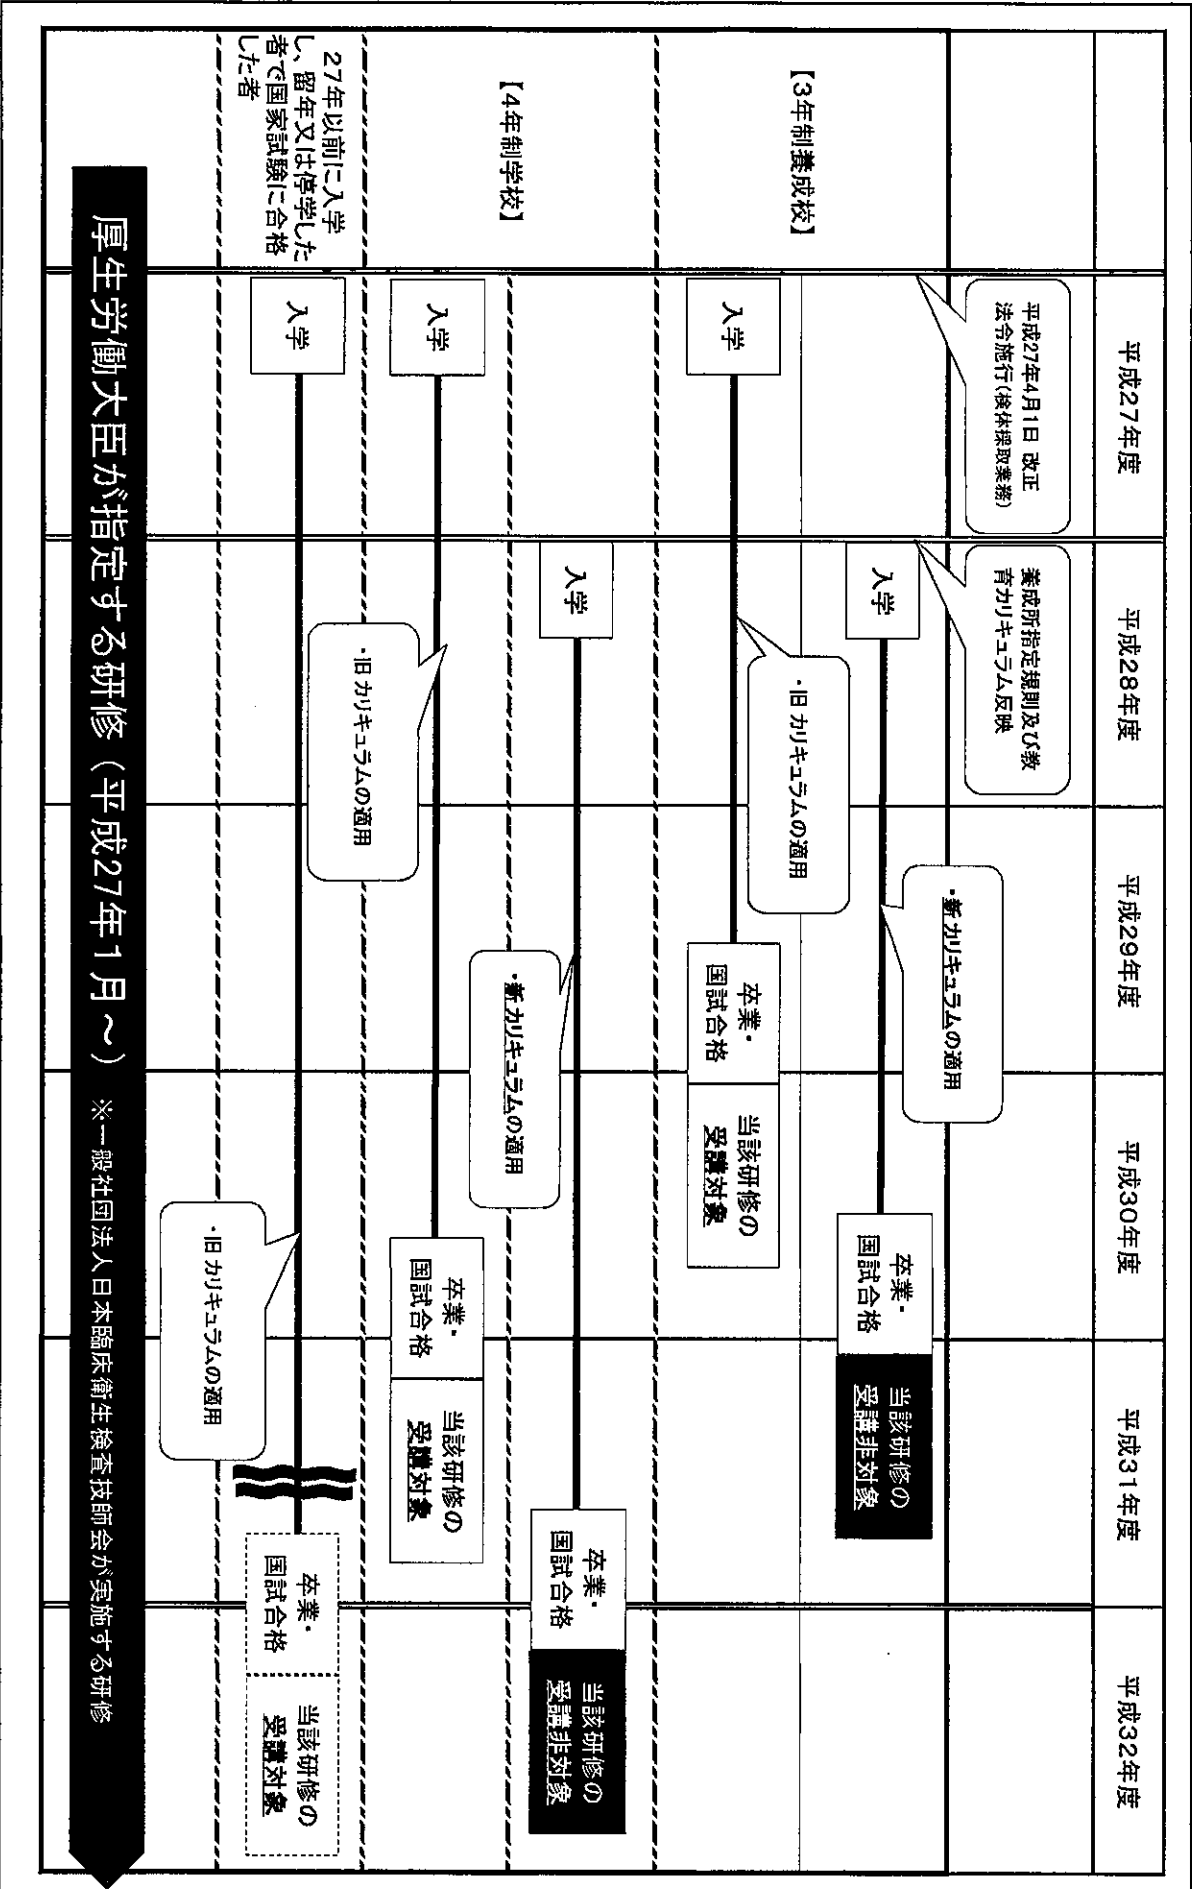 平成27年度
平成28年度
平成29年度
平成30年度
平成31年度
平成32年度
平成27年4月1日 改正
法令施行(検体採取業務)
養成所指定規則及び教
育カリキュラム反映
【3年制養成校】
入学
・新カリキュラムの適用
卒業・
国試合格
当該研修の
受講非対象
入学
・旧カリキュラムの適用
卒業・
国試合格
当該研修の
受講対象
【4年制学校】
入学
・新カリキュラムの適用
卒業・
国試合格
当該研修の
受講非対象
入学
・旧カリキュラムの適用
卒業・
国試合格
当該研修の
受講対象
27年以前に入学
し、留年又は停学した
者で国家試験に合格
した者
入学
・旧カリキュラムの適用
卒業・
国試合格
当該研修の
受講対象
厚生労働大臣が指定する研修（平成27年1月～） ※一般社団法人日本臨床衛生検査技師会が実施する研修